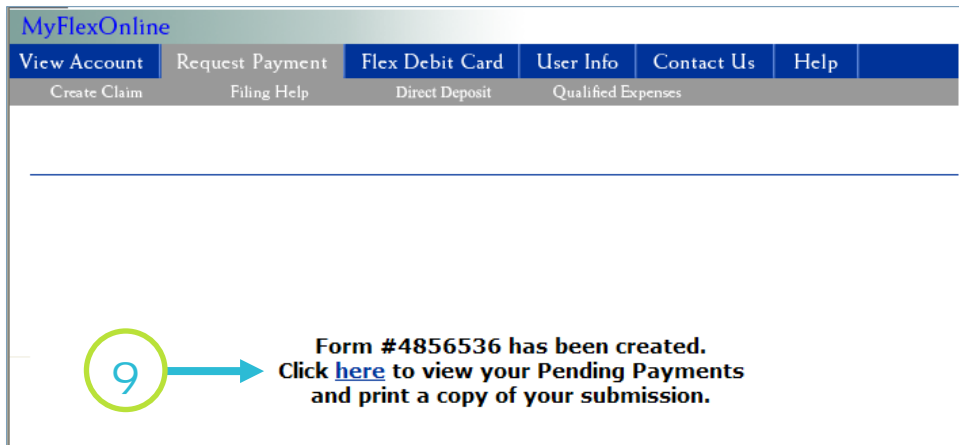 MyFlexOnline
View Account Request Payment Flex Debit Card User Info Contact Us Help
Create Claim Filing Help Direct Deposit Qualified Expenses
Form #4856536 has been created.
9 Click here to view your Pending Payments
and print a copy of your submission.